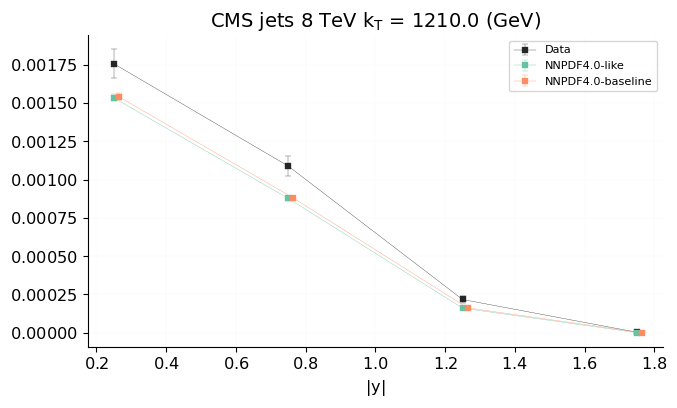 CMS jets 8 TeV k_T = 1210.0 (GeV)
Data
NNPDF4.0-like
NNPDF4.0-baseline
0.00175
0.00150
0.00125
0.00100
0.00075
0.00050
0.00025
0.00000
0.2 0.4 0.6 0.8 1.0 1.2 1.4 1.6 1.8
|y|